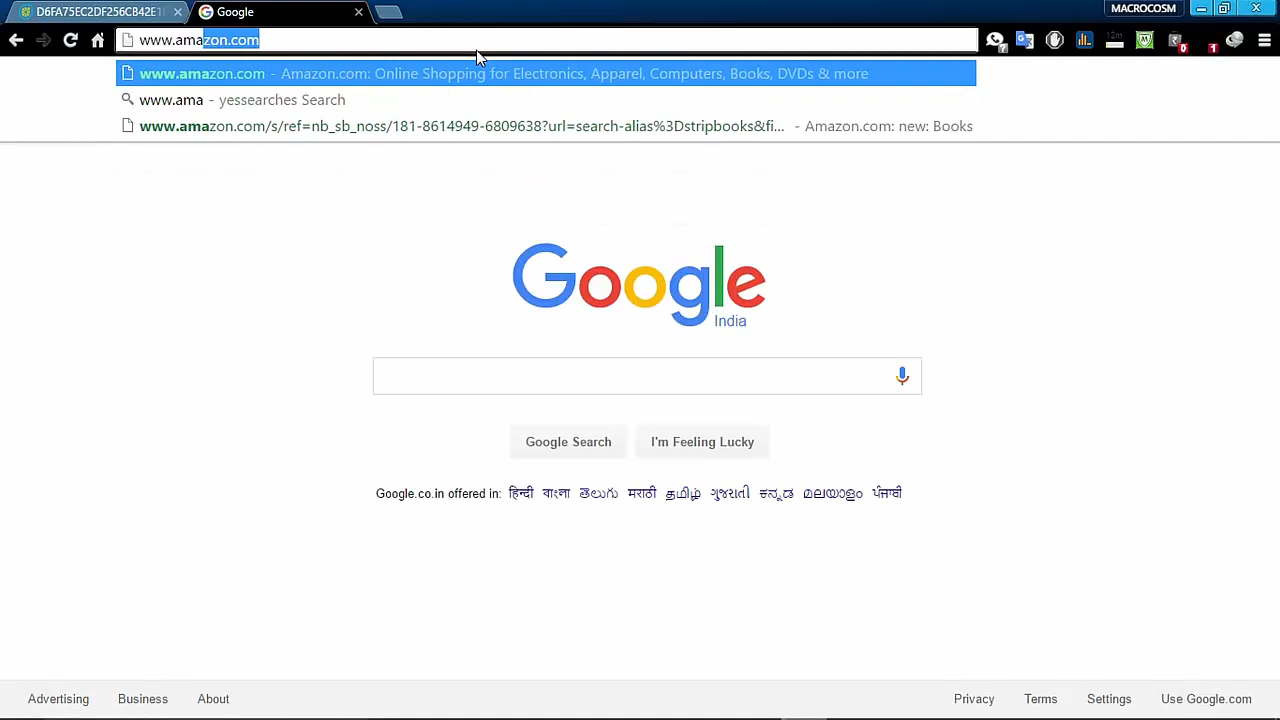 D6FA75EC2DF256CB42E1
Google
MACROCOSM
www.amazon.com
12m
0
1
www.amazon.com - Amazon.com: Online Shopping for Electronics, Apparel, Computers, Books, DVDs & more
www.ama - yessearches Search
www.amazon.com/s/ref=nb_sb_noss/181-8614949-6809638?url=search-alias%3Dstripbooks&fi... - Amazon.com: new: Books
Google
India
Google Search
I'm Feeling Lucky
Google.co.in offered in: हिन्दी বাংলা తెలుగు मराठी தமிழ் ગુજરાતી ಕನ್ನಡ മലയാളം ਪੰਜਾਬੀ
Advertising Business About Privacy Terms Settings Use Google.com